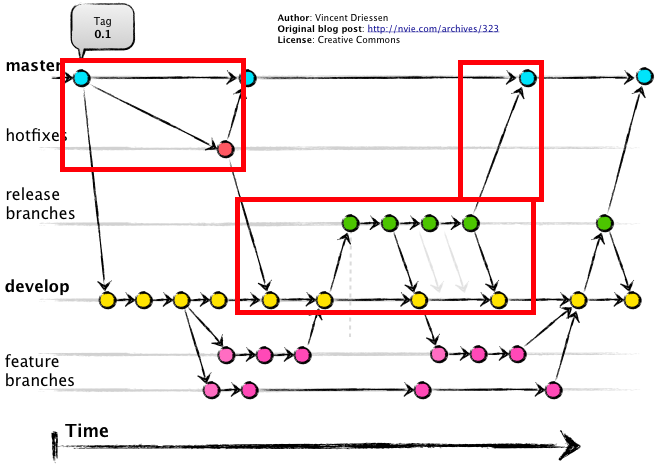 Tag
0.1
Author: Vincent Driessen
Original blog post: http://nvie.com/archives/323
License: Creative Commons
master
hotfixes
release
branches
develop
feature
branches
Time